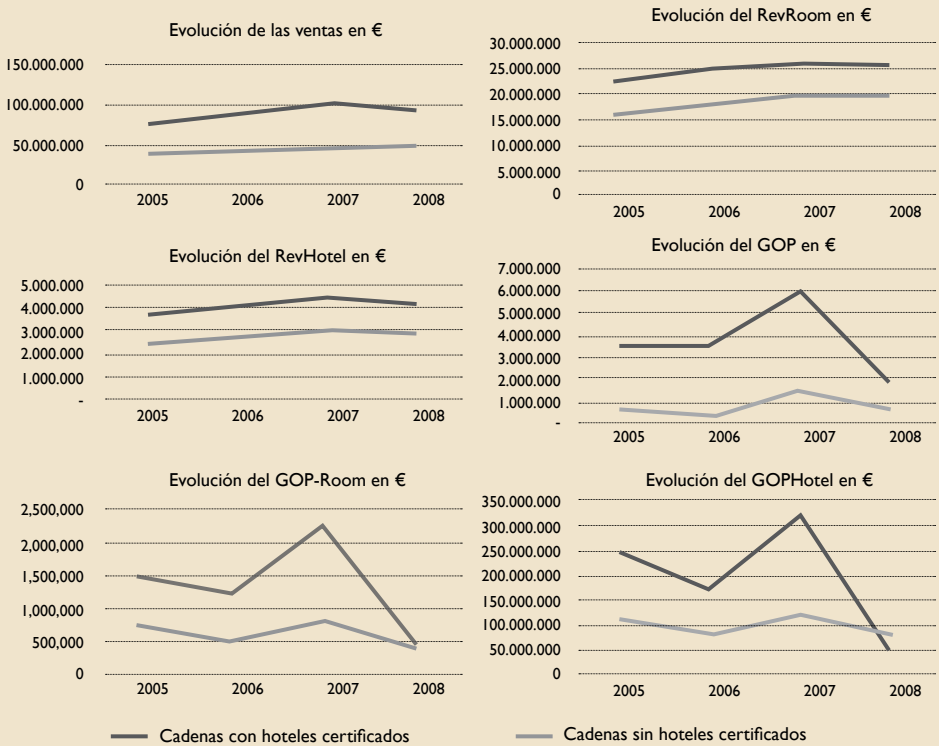 Evolución de las ventas en €
150.000.000
100.000.000
50.000.000
0
2005 2006 2007 2008
Evolución del RevRoom en €
30.000.000
25.000.000
20.000.000
15.000.000
10.000.000
5.000.000
0
2005 2006 2007 2008
Evolución del RevHotel en €
5.000.000
4.000.000
3.000.000
2.000.000
1.000.000
-
2005 2006 2007 2008
Evolución del GOP en €
7.000.000
6.000.000
5.000.000
4.000.000
3.000.000
2.000.000
1.000.000
-
2005 2006 2007 2008
Evolución del GOP-Room en €
2,500,000
2,000,000
1,500,000
1,000,000
500,000
0
2005 2006 2007 2008
Evolución del GOPHotel en €
350.000.000
300.000.000
250.000.000
200.000.000
150.000.000
100.000.000
50.000.000
0
2005 2006 2007 2008
Cadenas con hoteles certificados
Cadenas sin hoteles certificados